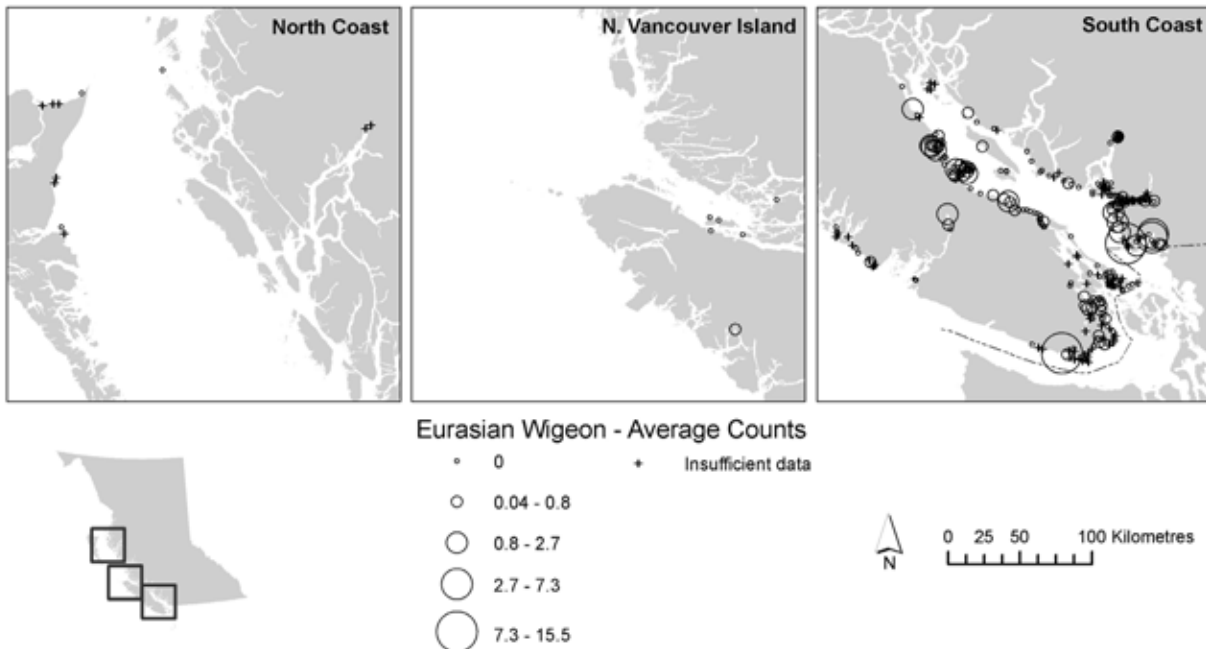 North Coast
N. Vancouver Island
South Coast
Eurasian Wigeon - Average Counts
0
Insufficient data
0.04 - 0.8
0.8 - 2.7
2.7 - 7.3
7.3 - 15.5
N
0 25 50 100 Kilometres